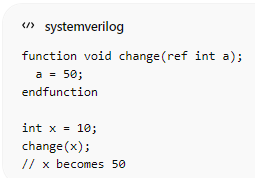 </> systemverilog
function void change(ref int a);
  a = 50;
endfunction

int x = 10;
change(x);
// x becomes 50